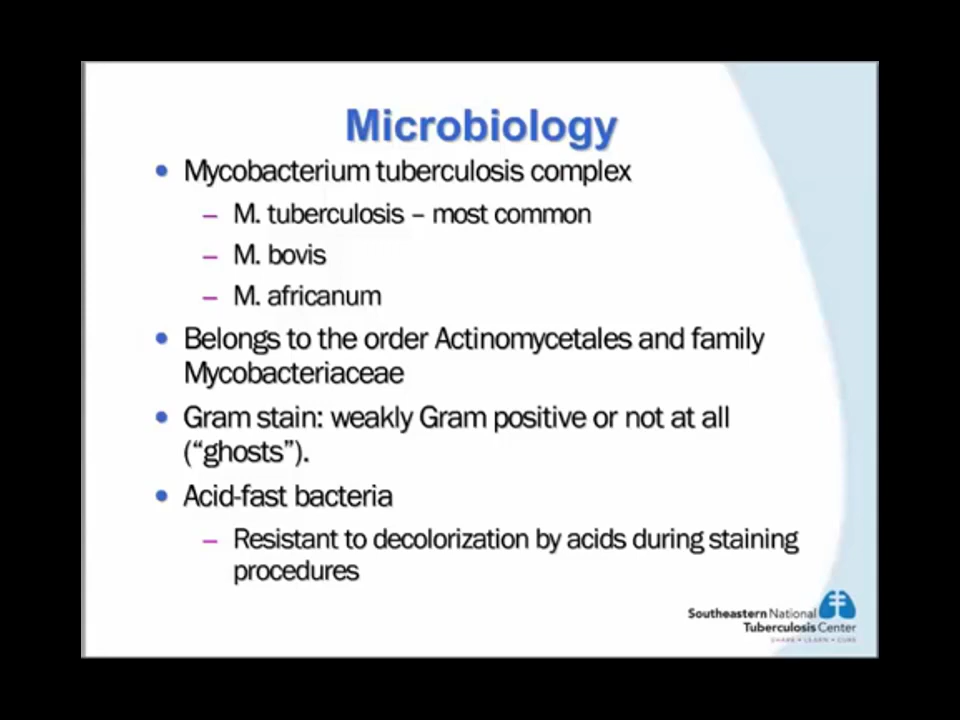 Microbiology
• Mycobacterium tuberculosis complex
– M. tuberculosis – most common
– M. bovis
– M. africanum
• Belongs to the order Actinomycetales and family
Mycobacteriaceae
• Gram stain: weakly Gram positive or not at all
(“ghosts”).
• Acid-fast bacteria
– Resistant to decolorization by acids during staining
procedures
Southeastern National
Tuberculosis Center
SHARE • LEARN • CURE